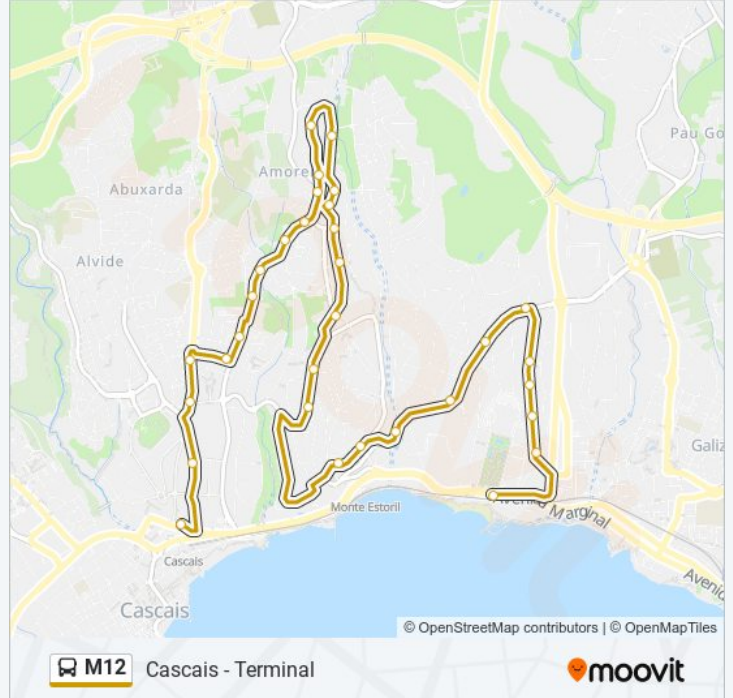 Pau Go
Amore
Abuxarda
Alvide
Galiz
Monte Estoril
Avenida Marginal
Avenid
Cascais
Cascais
© OpenStreetMap contributors | © OpenMapTiles
M12 Cascais - Terminal
moovit